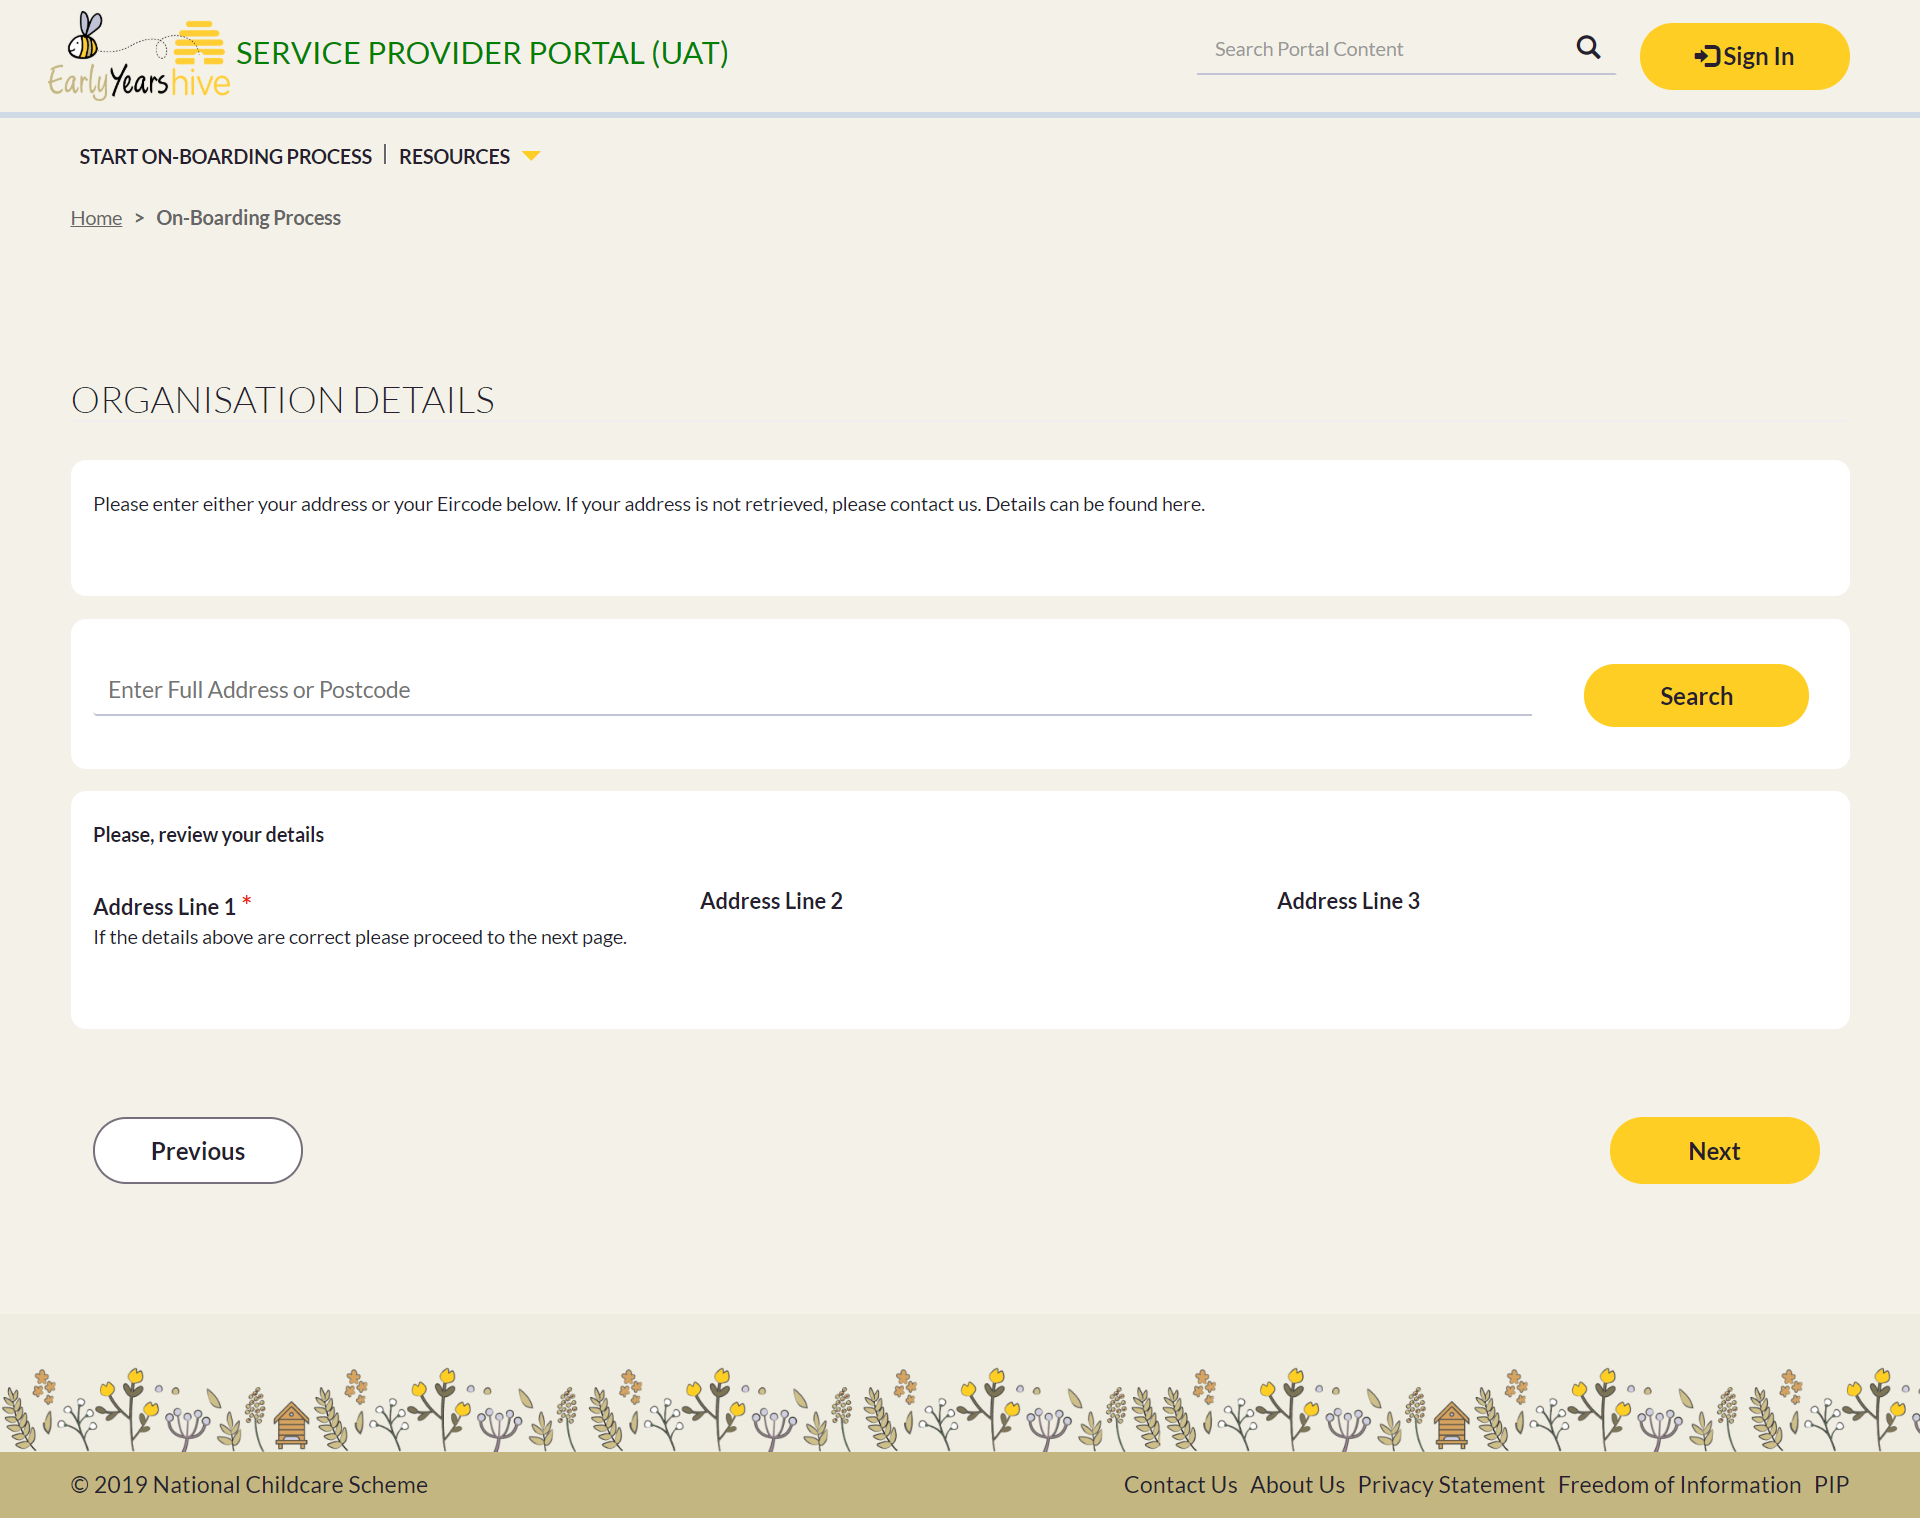 Early Years hive
SERVICE PROVIDER PORTAL (UAT)
Search Portal Content
Sign In
START ON-BOARDING PROCESS | RESOURCES
Home > On-Boarding Process
ORGANISATION DETAILS
Please enter either your address or your Eircode below. If your address is not retrieved, please contact us. Details can be found here.
Enter Full Address or Postcode
Search
Please, review your details
Address Line 1 *
Address Line 2
Address Line 3
If the details above are correct please proceed to the next page.
Previous
Next
© 2019 National Childcare Scheme
Contact Us About Us Privacy Statement Freedom of Information PIP